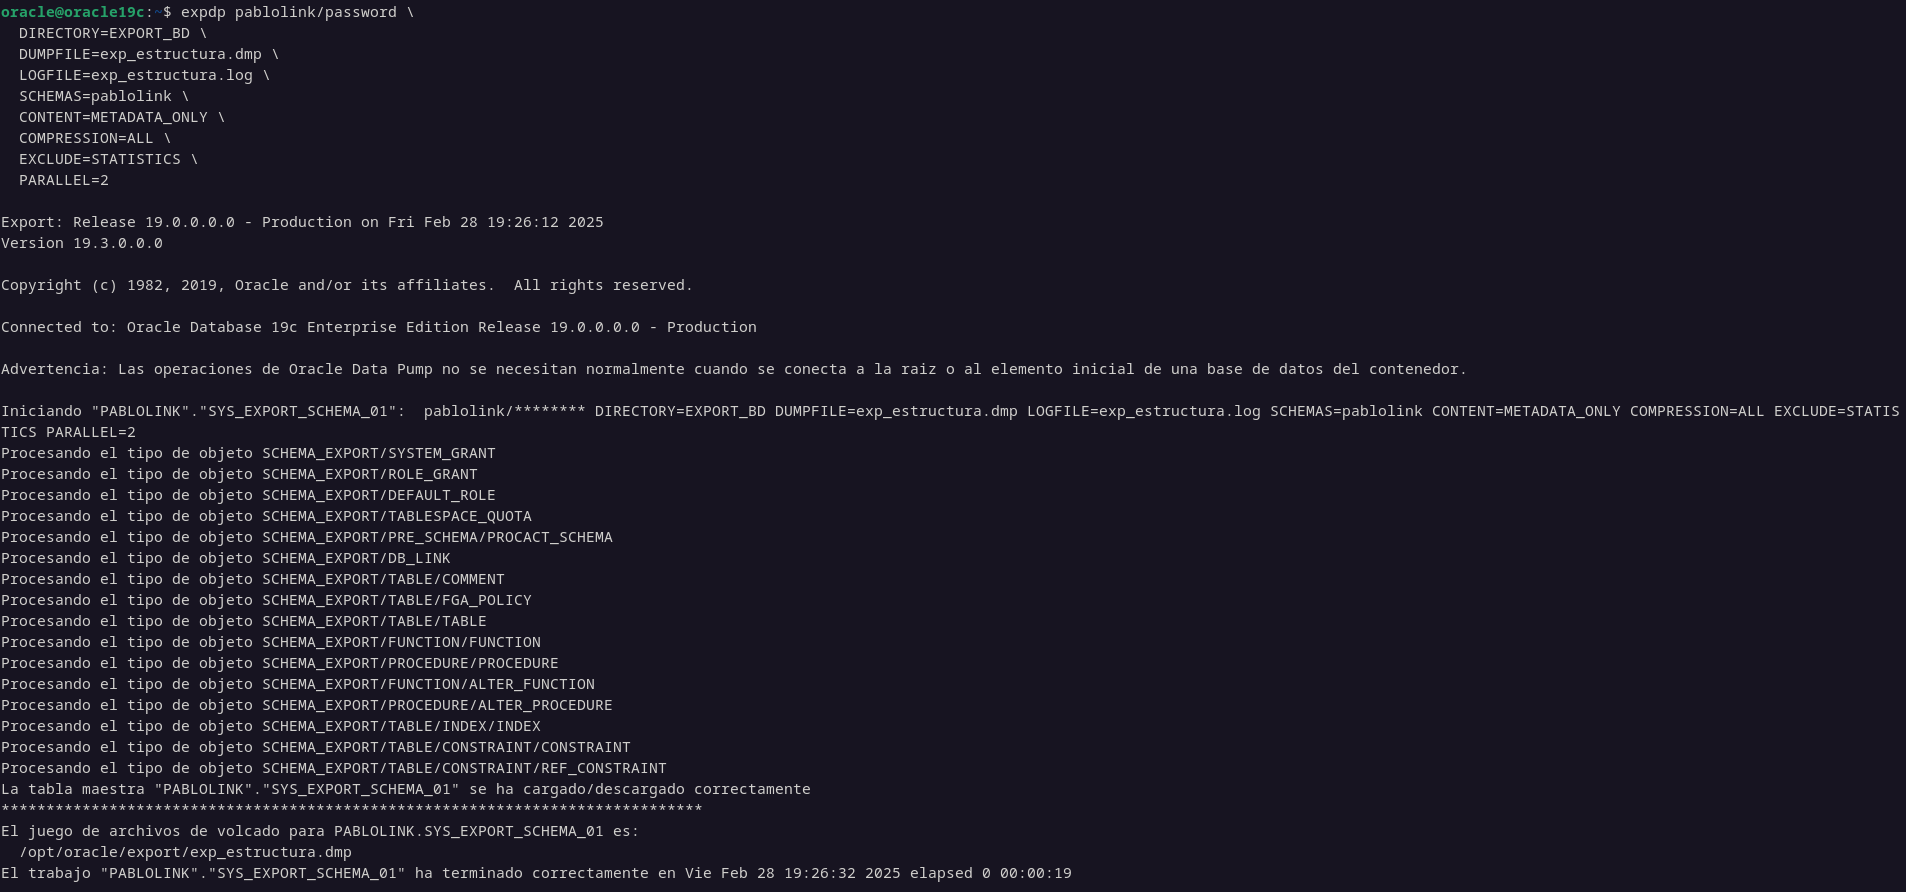 oracle@oracle19c:~$ expdp pablolink/password \
  DIRECTORY=EXPORT_BD \
  DUMPFILE=exp_estructura.dmp \
  LOGFILE=exp_estructura.log \
  SCHEMAS=pablolink \
  CONTENT=METADATA_ONLY \
  COMPRESSION=ALL \
  EXCLUDE=STATISTICS \
  PARALLEL=2

Export: Release 19.0.0.0.0 - Production on Fri Feb 28 19:26:12 2025
Version 19.3.0.0.0

Copyright (c) 1982, 2019, Oracle and/or its affiliates.  All rights reserved.

Connected to: Oracle Database 19c Enterprise Edition Release 19.0.0.0.0 - Production

Advertencia: Las operaciones de Oracle Data Pump no se necesitan normalmente cuando se conecta a la raiz o al elemento inicial de una base de datos del contenedor.

Iniciando "PABLOLINK"."SYS_EXPORT_SCHEMA_01":  pablolink/******** DIRECTORY=EXPORT_BD DUMPFILE=exp_estructura.dmp LOGFILE=exp_estructura.log SCHEMAS=pablolink CONTENT=METADATA_ONLY COMPRESSION=ALL EXCLUDE=STATIS
TICS PARALLEL=2
Procesando el tipo de objeto SCHEMA_EXPORT/SYSTEM_GRANT
Procesando el tipo de objeto SCHEMA_EXPORT/ROLE_GRANT
Procesando el tipo de objeto SCHEMA_EXPORT/DEFAULT_ROLE
Procesando el tipo de objeto SCHEMA_EXPORT/TABLESPACE_QUOTA
Procesando el tipo de objeto SCHEMA_EXPORT/PRE_SCHEMA/PROCACT_SCHEMA
Procesando el tipo de objeto SCHEMA_EXPORT/DB_LINK
Procesando el tipo de objeto SCHEMA_EXPORT/TABLE/COMMENT
Procesando el tipo de objeto SCHEMA_EXPORT/TABLE/FGA_POLICY
Procesando el tipo de objeto SCHEMA_EXPORT/TABLE/TABLE
Procesando el tipo de objeto SCHEMA_EXPORT/FUNCTION/FUNCTION
Procesando el tipo de objeto SCHEMA_EXPORT/PROCEDURE/PROCEDURE
Procesando el tipo de objeto SCHEMA_EXPORT/FUNCTION/ALTER_FUNCTION
Procesando el tipo de objeto SCHEMA_EXPORT/PROCEDURE/ALTER_PROCEDURE
Procesando el tipo de objeto SCHEMA_EXPORT/TABLE/INDEX/INDEX
Procesando el tipo de objeto SCHEMA_EXPORT/TABLE/CONSTRAINT/CONSTRAINT
Procesando el tipo de objeto SCHEMA_EXPORT/TABLE/CONSTRAINT/REF_CONSTRAINT
La tabla maestra "PABLOLINK"."SYS_EXPORT_SCHEMA_01" se ha cargado/descargado correctamente
******************************************************************************
El juego de archivos de volcado para PABLOLINK.SYS_EXPORT_SCHEMA_01 es:
  /opt/oracle/export/exp_estructura.dmp
El trabajo "PABLOLINK"."SYS_EXPORT_SCHEMA_01" ha terminado correctamente en Vie Feb 28 19:26:32 2025 elapsed 0 00:00:19